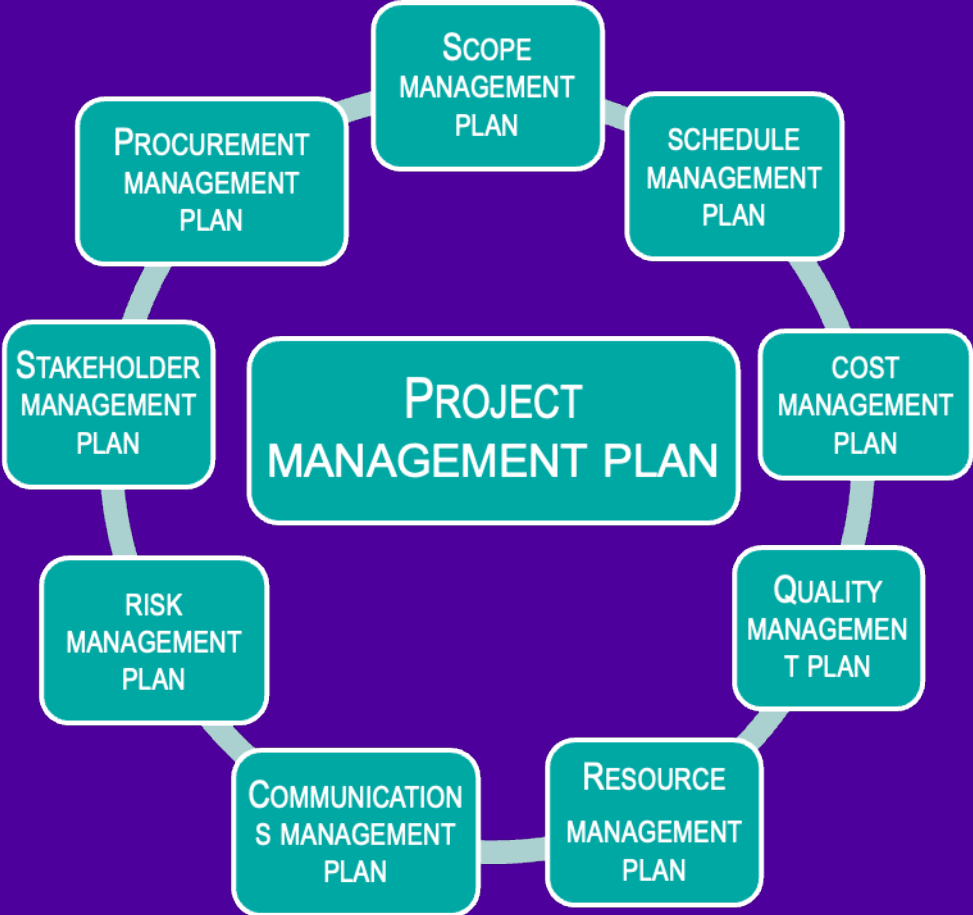 SCOPE
MANAGEMENT
PLAN
SCHEDULE
MANAGEMENT
PLAN
COST
MANAGEMENT
PLAN
QUALITY
MANAGEMEN
T PLAN
RESOURCE
MANAGEMENT
PLAN
COMMUNICATION
S MANAGEMENT
PLAN
RISK
MANAGEMENT
PLAN
STAKEHOLDER
MANAGEMENT
PLAN
PROCUREMENT
MANAGEMENT
PLAN
PROJECT
MANAGEMENT PLAN